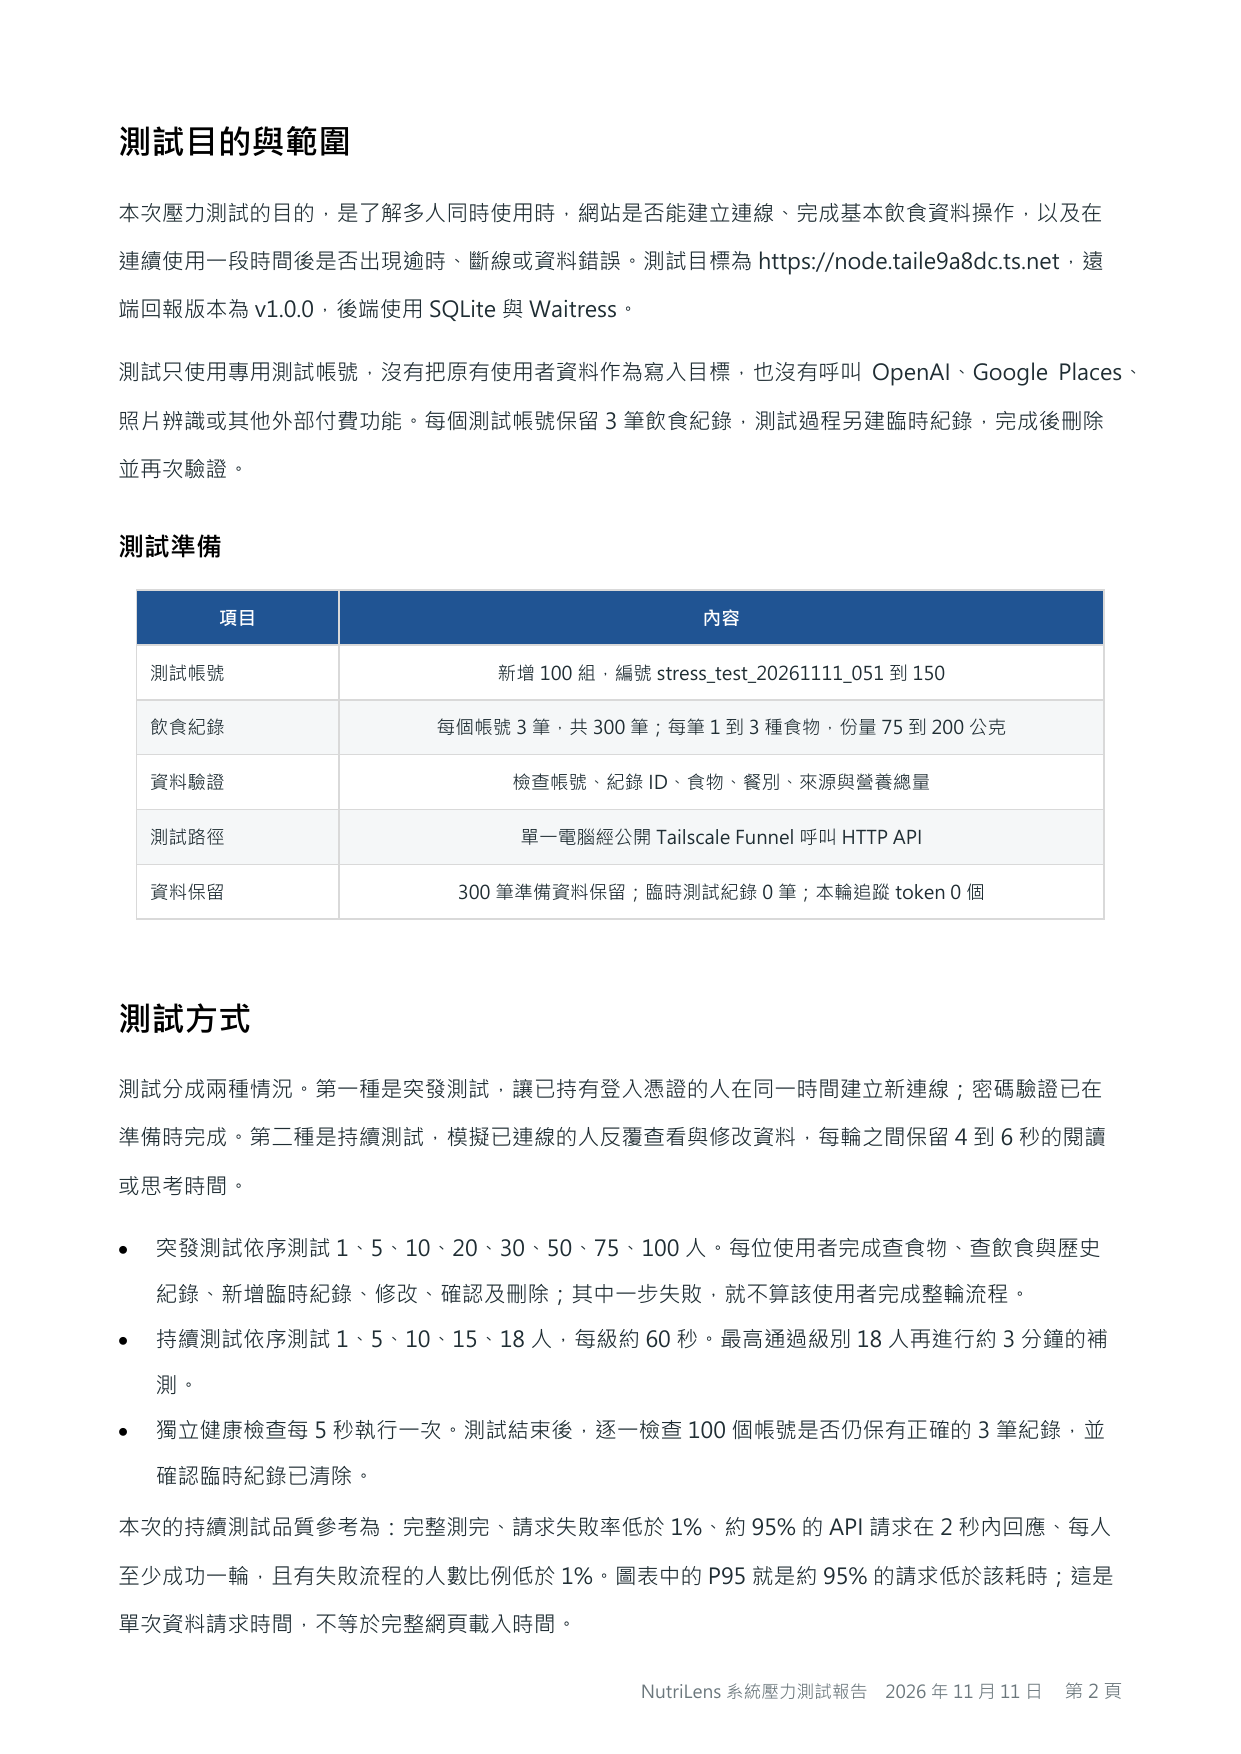 測試目的與範圍
本次壓力測試的目的，是了解多人同時使用時，網站是否能建立連線、完成基本飲食資料操作，以及在
連續使用一段時間後是否出現逾時、斷線或資料錯誤。測試目標為 https://node.taile9a8dc.ts.net，遠
端回報版本為 v1.0.0，後端使用 SQLite 與 Waitress。
測試只使用專用測試帳號，沒有把原有使用者資料作為寫入目標，也沒有呼叫 OpenAI、Google Places、
照片辨識或其他外部付費功能。每個測試帳號保留 3 筆飲食紀錄，測試過程另建臨時紀錄，完成後刪除
並再次驗證。
測試準備
項目 內容
測試帳號 新增 100 組，編號 stress_test_20261111_051 到 150
飲食紀錄 每個帳號 3 筆，共 300 筆；每筆 1 到 3 種食物，份量 75 到 200 公克
資料驗證 檢查帳號、紀錄 ID、食物、餐別、來源與營養總量
測試路徑 單一電腦經公開 Tailscale Funnel 呼叫 HTTP API
資料保留 300 筆準備資料保留；臨時測試紀錄 0 筆；本輪追蹤 token 0 個
測試方式
測試分成兩種情況。第一種是突發測試，讓已持有登入憑證的人在同一時間建立新連線；密碼驗證已在
準備時完成。第二種是持續測試，模擬已連線的人反覆查看與修改資料，每輪之間保留 4 到 6 秒的閱讀
或思考時間。
• 突發測試依序測試 1、5、10、20、30、50、75、100 人。每位使用者完成查食物、查飲食與歷史
紀錄、新增臨時紀錄、修改、確認及刪除；其中一步失敗，就不算該使用者完成整輪流程。
• 持續測試依序測試 1、5、10、15、18 人，每級約 60 秒。最高通過級別 18 人再進行約 3 分鐘的補
測。
• 獨立健康檢查每 5 秒執行一次。測試結束後，逐一檢查 100 個帳號是否仍保有正確的 3 筆紀錄，並
確認臨時紀錄已清除。
本次的持續測試品質參考為：完整測完、請求失敗率低於 1%、約 95% 的 API 請求在 2 秒內回應、每人
至少成功一輪，且有失敗流程的人數比例低於 1%。圖表中的 P95 就是約 95% 的請求低於該耗時；這是
單次資料請求時間，不等於完整網頁載入時間。
NutriLens 系統壓力測試報告 2026 年 11 月 11 日 第 2 頁